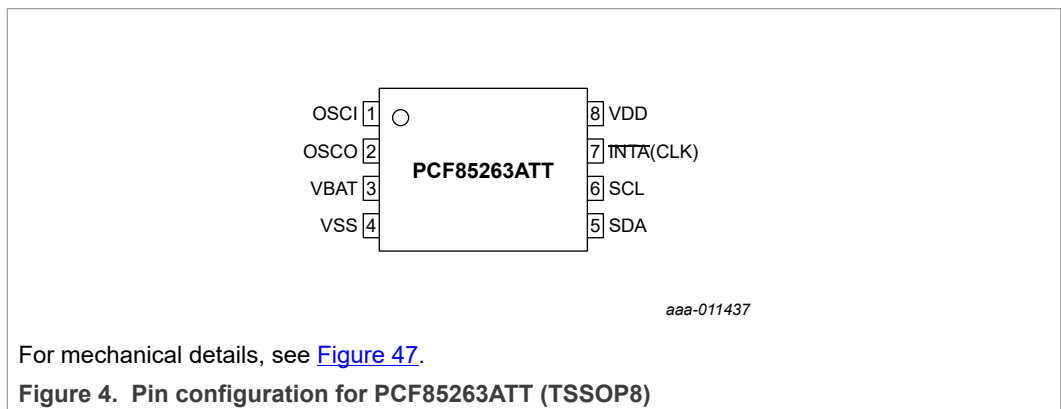 OSCI 1 8 VDD
OSCO 2 7 INTA(CLK)
PCF85263ATT
VBAT 3 6 SCL
VSS 4 5 SDA
aaa-011437
For mechanical details, see Figure 47.
Figure 4. Pin configuration for PCF85263ATT (TSSOP8)